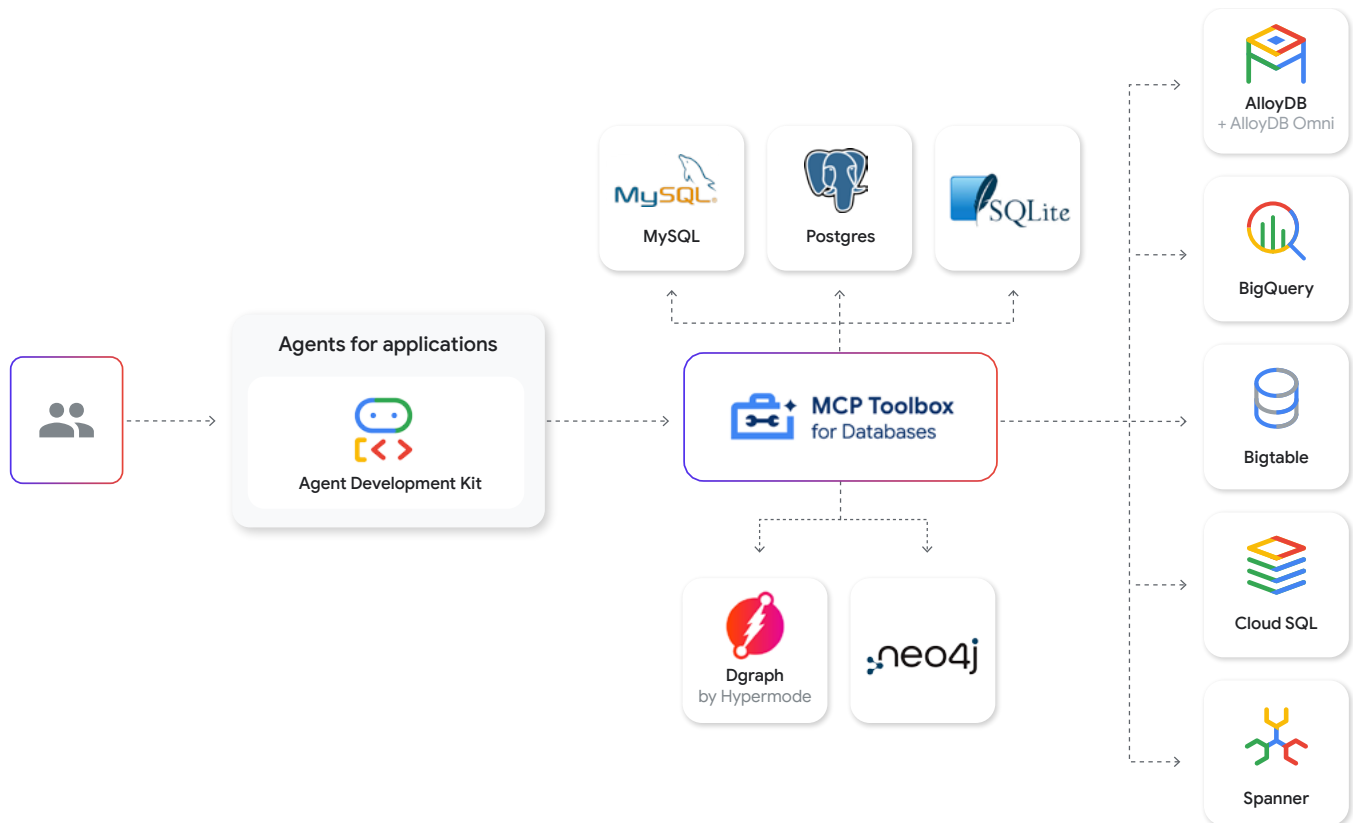 Agents for applications
Agent Development Kit
MySQL®
MySQL
Postgres
SQLite
MCP Toolbox
for Databases
Dgraph
by Hypermode
neo4j
AlloyDB
+ AlloyDB Omni
BigQuery
Bigtable
Cloud SQL
Spanner